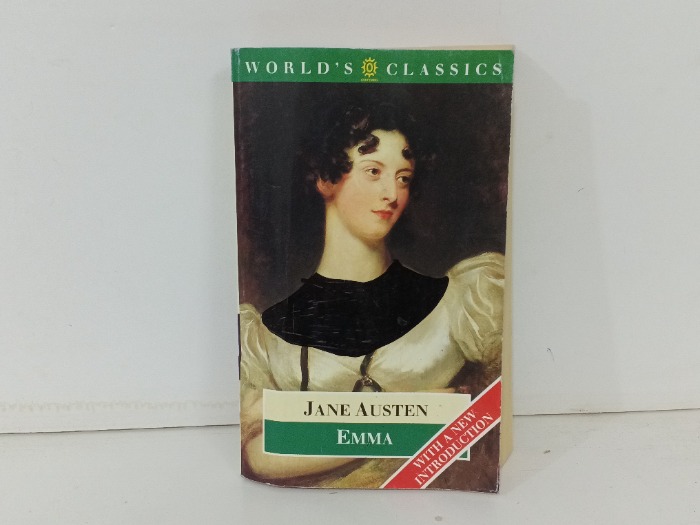 WORLD'S CLASSICS
JANE AUSTEN
EMMA
WITH A NEW
INTRODUCTION